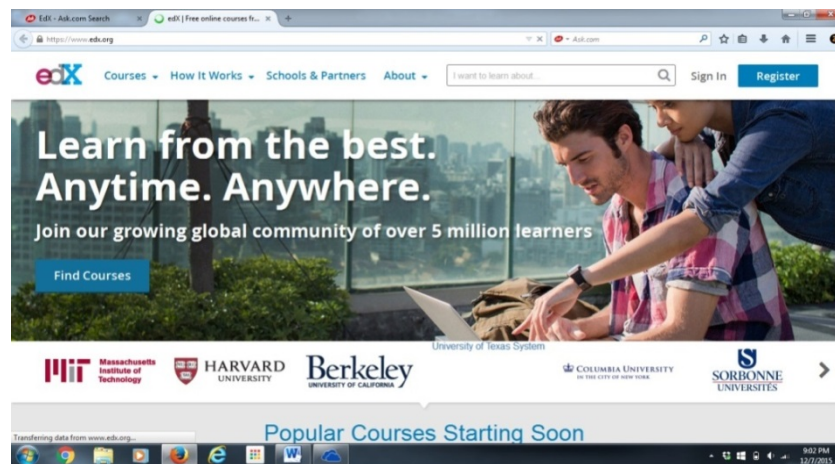 EdX - Ask.com Search
edX | Free online courses fr...
https://www.edx.org
Ask.com
edX
Courses
How It Works
Schools & Partners
About
I want to learn about...
Sign In
Register
Learn from the best.
Anytime. Anywhere.
Join our growing global community of over 5 million learners
Find Courses
University of Texas System
Massachusetts
Institute of
Technology
HARVARD
UNIVERSITY
Berkeley
UNIVERSITY OF CALIFORNIA
COLUMBIA UNIVERSITY
IN THE CITY OF NEW YORK
S
SORBONNE
UNIVERSITÉS
Popular Courses Starting Soon
Transferring data from www.edx.org...
9:02 PM
12/7/2015